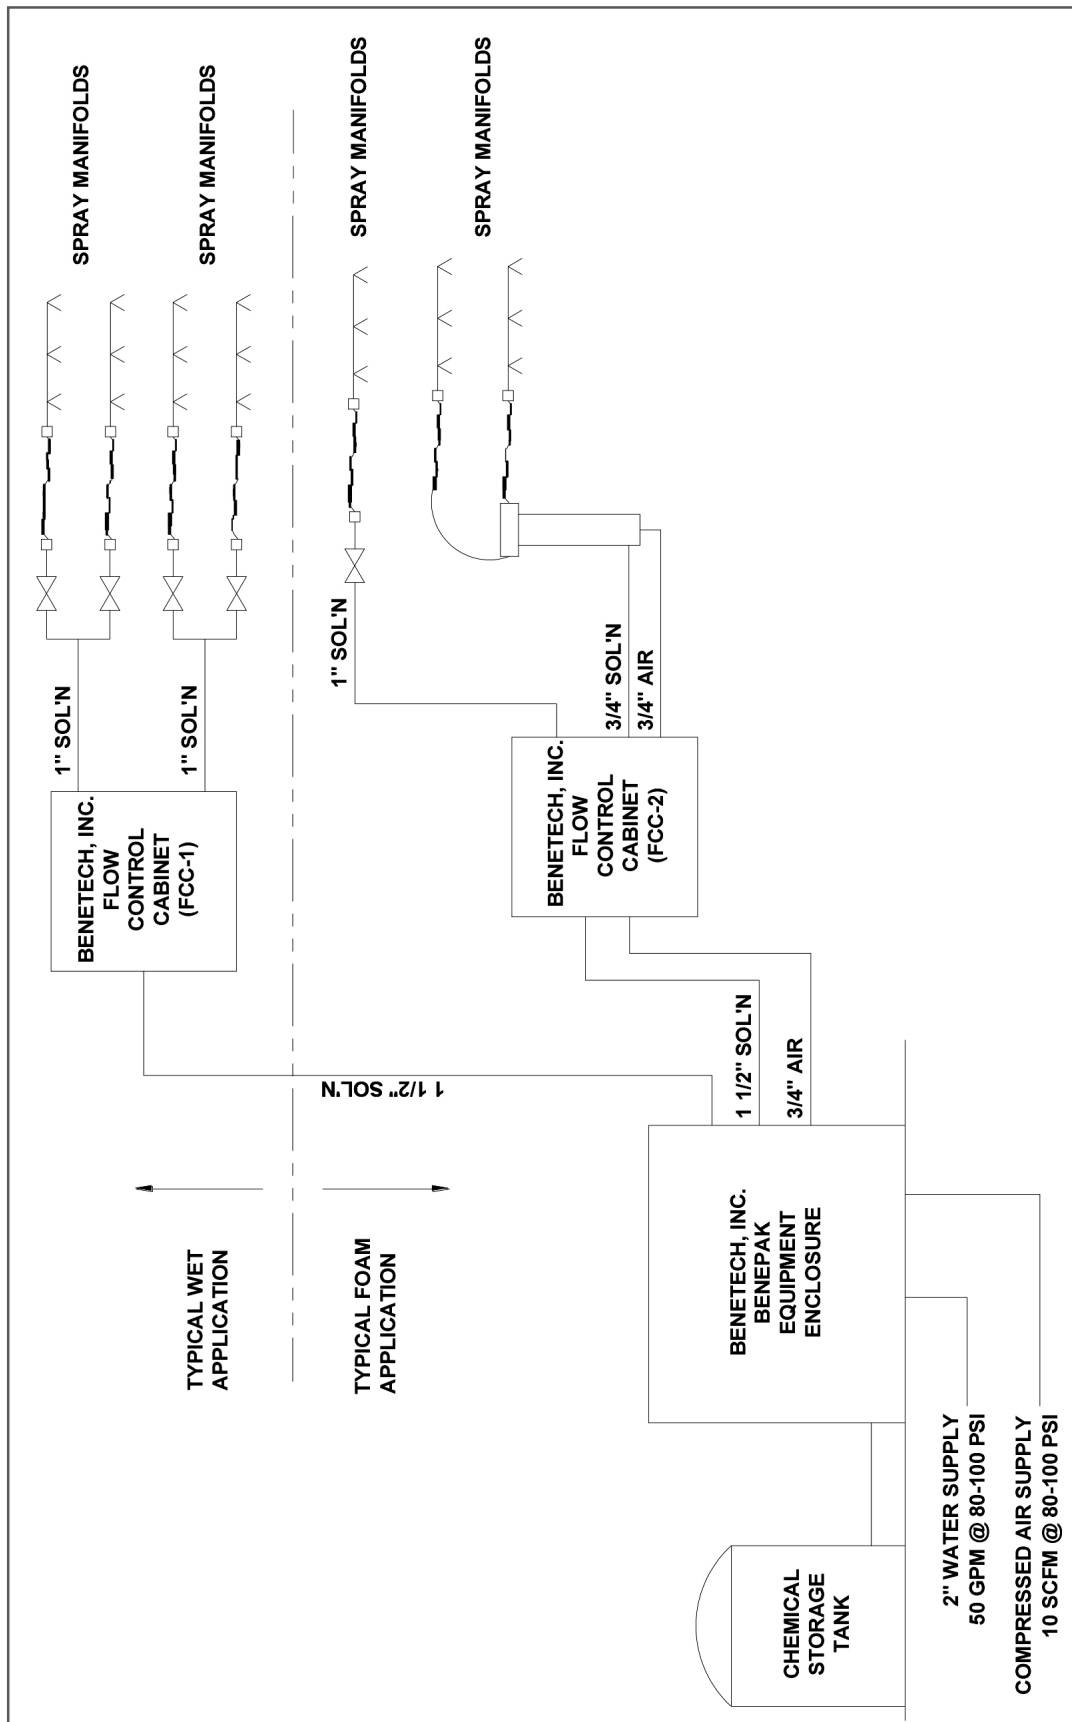 SPRAY MANIFOLDS
SPRAY MANIFOLDS
SPRAY MANIFOLDS
SPRAY MANIFOLDS
1" SOL'N
1" SOL'N
1" SOL'N
3/4" SOL'N
3/4" AIR
BENETECH, INC.
FLOW
CONTROL
CABINET
(FCC-1)
BENETECH, INC.
FLOW
CONTROL
CABINET
(FCC-2)
1 1/2" SOL'N
1 1/2" SOL'N
3/4" AIR
TYPICAL WET
APPLICATION
TYPICAL FOAM
APPLICATION
BENETECH, INC.
BENEPAK
EQUIPMENT
ENCLOSURE
CHEMICAL
STORAGE
TANK
2" WATER SUPPLY
50 GPM @ 80-100 PSI
COMPRESSED AIR SUPPLY
10 SCFM @ 80-100 PSI